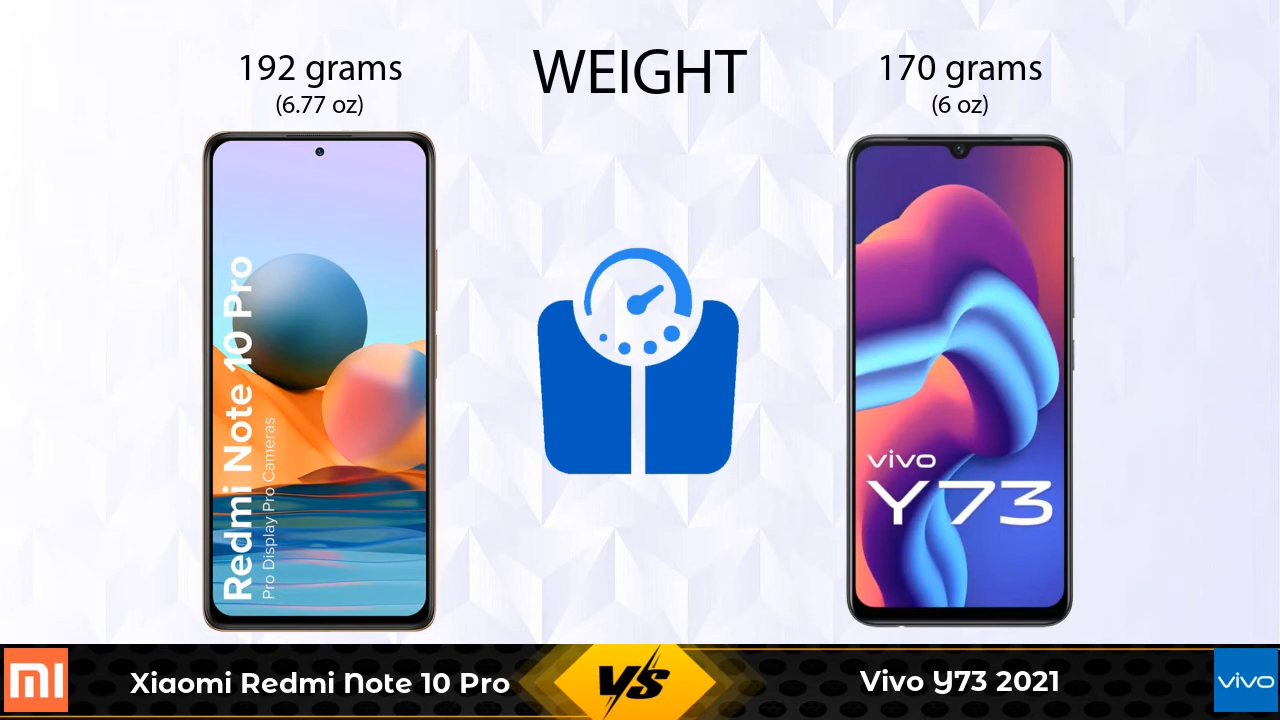 WEIGHT
192 grams
(6.77 oz)
170 grams
(6 oz)
Redmi Note 10 Pro
Pro Display Pro Cameras
vivo
Y73
mi
Xiaomi Redmi Note 10 Pro
VS
Vivo Y73 2021
vivo